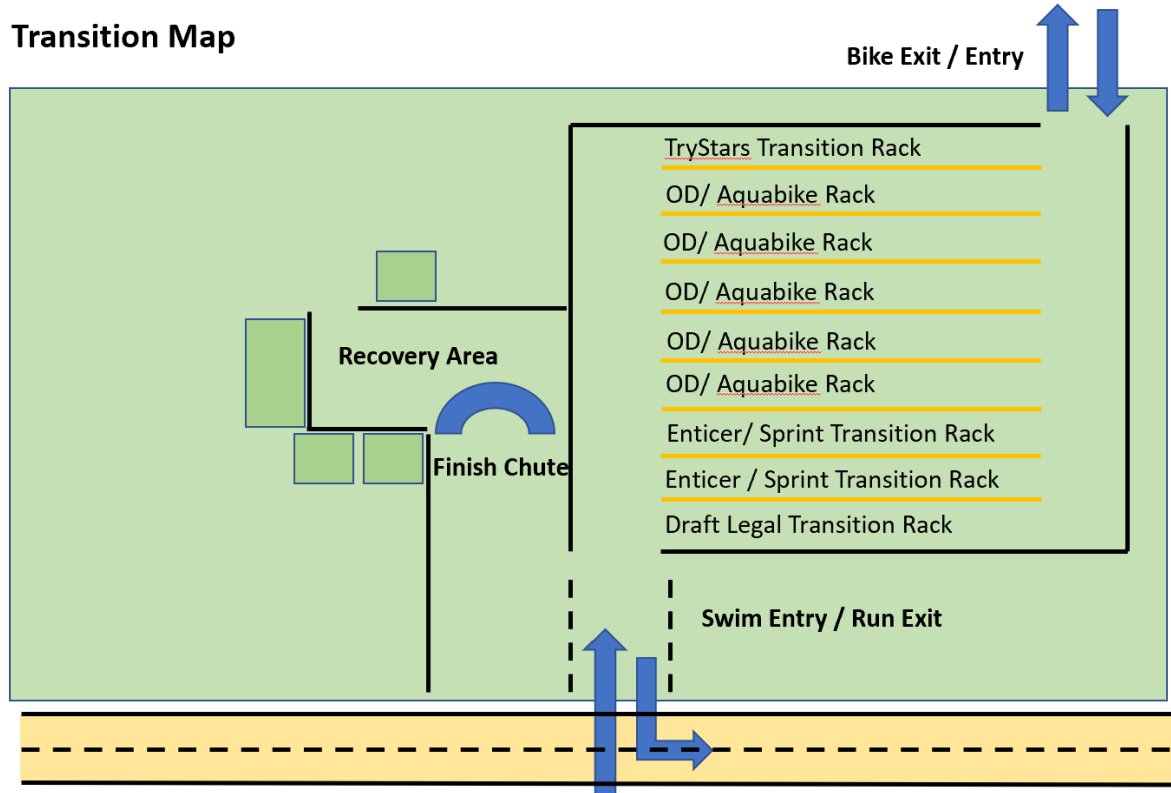 Transition Map
Bike Exit / Entry
TryStars Transition Rack
OD/ Aquabike Rack
OD/ Aquabike Rack
OD/ Aquabike Rack
OD/ Aquabike Rack
OD/ Aquabike Rack
Enticer/ Sprint Transition Rack
Enticer / Sprint Transition Rack
Draft Legal Transition Rack
Recovery Area
Finish Chute
Swim Entry / Run Exit